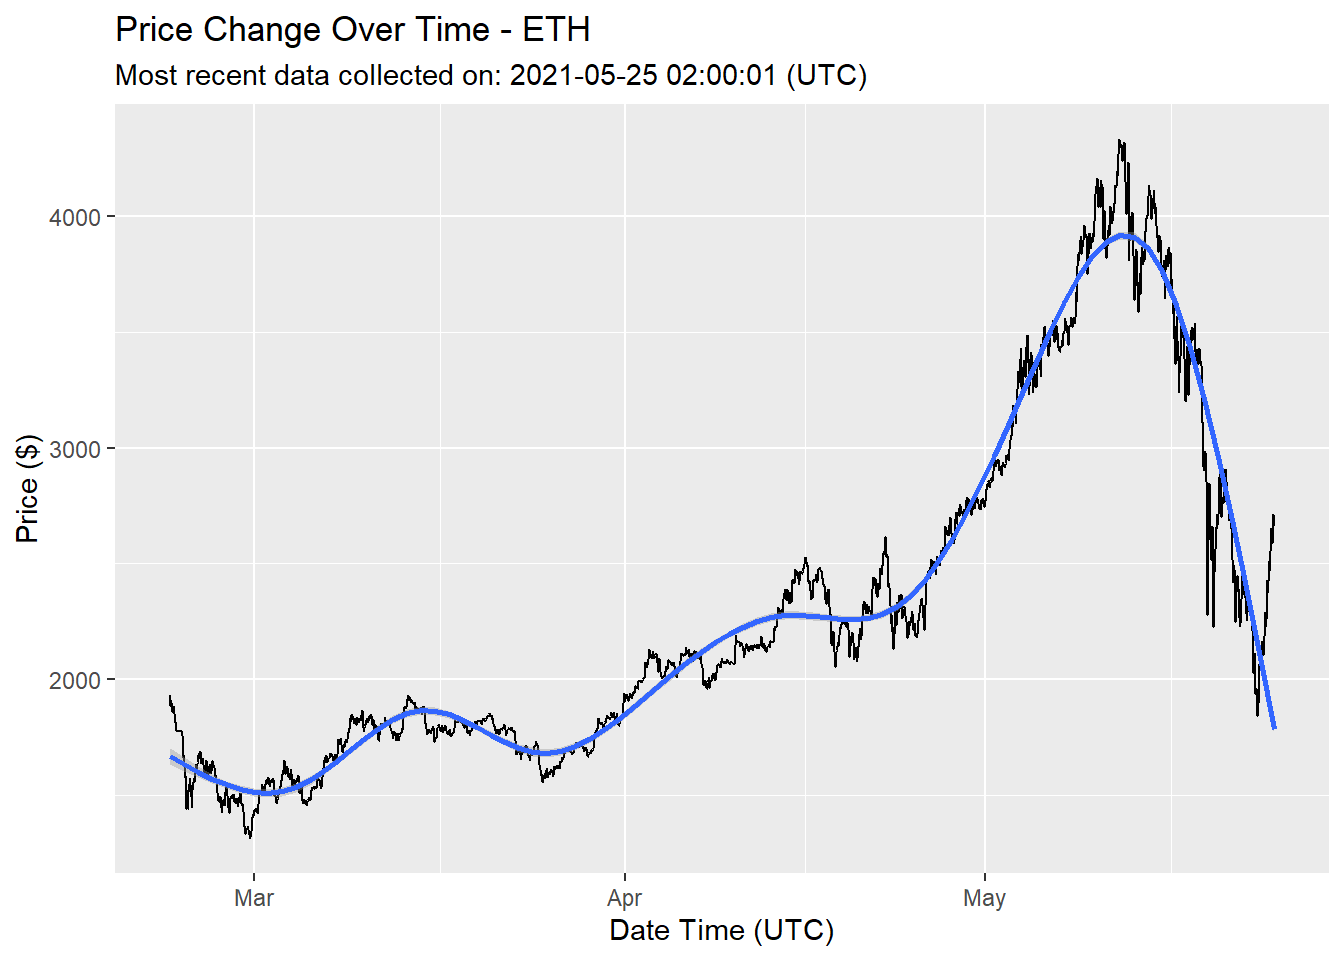 Price Change Over Time - ETH
Most recent data collected on: 2021-05-25 02:00:01 (UTC)
4000
3000
2000
Price ($)
Mar Apr May
Date Time (UTC)